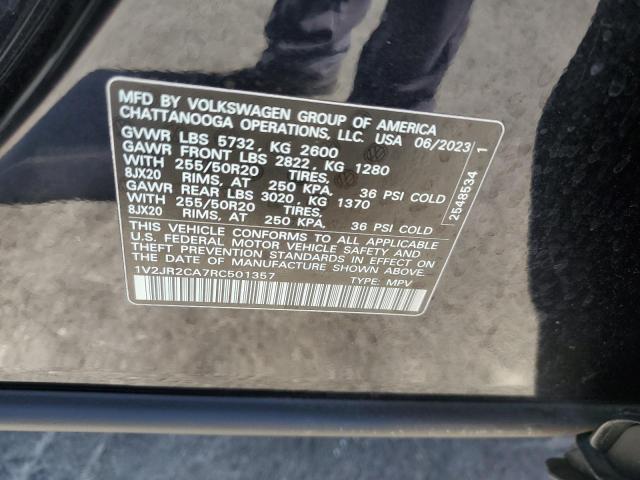 MFD BY VOLKSWAGEN GROUP OF AMERICA
CHATTANOOGA OPERATIONS, LLC. USA 06/2023
GVWR LBS 5732, KG 2600
GAWR FRONT LBS 2822, KG 1280
WITH 255/50R20 TIRES,
8JX20 RIMS, AT 250 KPA, 36 PSI COLD
GAWR REAR LBS 3020, KG 1370
WITH 255/50R20 TIRES,
8JX20 RIMS, AT 250 KPA, 36 PSI COLD
THIS VEHICLE CONFORMS TO ALL APPLICABLE
U.S. FEDERAL MOTOR VEHICLE SAFETY AND
THEFT PREVENTION STANDARDS IN EFFECT ON
THE DATE OF MANUFACTURE SHOWN ABOVE.
1V2JR2CA7RC501357 TYPE: MPV
2548534 1